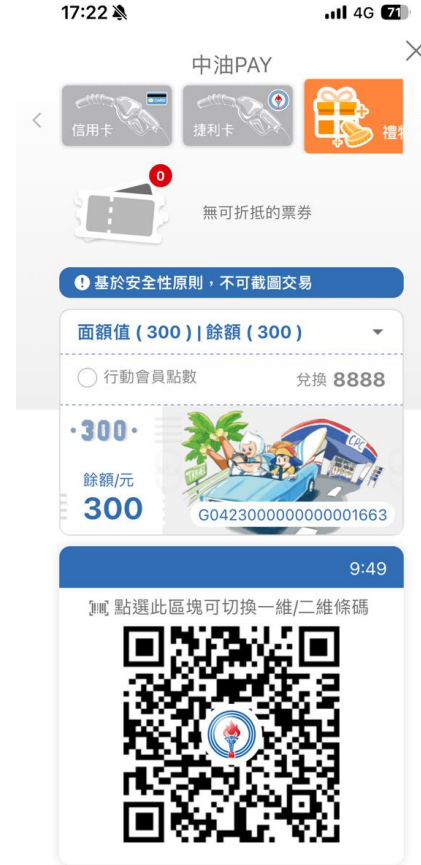 17:22
4G 71
中油PAY
信用卡
捷利卡
禮
0
無可折抵的票券
基於安全性原則，不可截圖交易
面額值 ( 300 ) | 餘額 ( 300 )
行動會員點數
兌換 8888
·300·
CPC
TRAVEL
餘額/元
300
G04230000000000001663
9:49
點選此區塊可切換一維/二維條碼